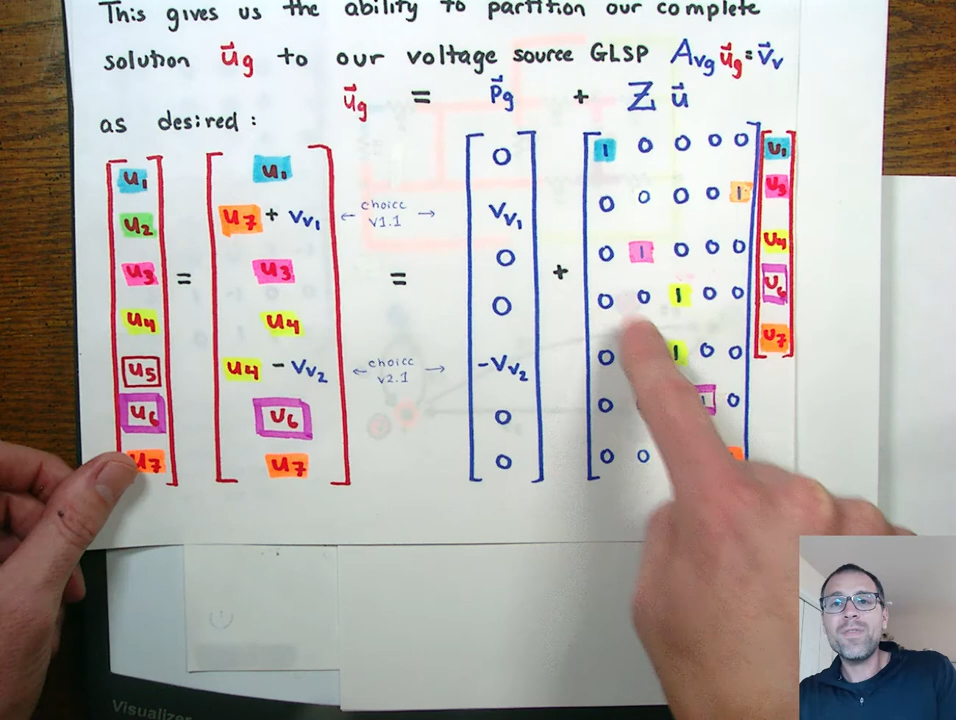 This gives us the ability to partition our complete
solution u⃗g to our voltage source GLSP Avg u⃗g = v⃗v
as desired: u⃗g = p⃗g + Z u⃗
u1 u1 0 1 0 0 0 0 u1
u2 u7 + vv1 ← choice v1.1 → vv1 0 0 0 0 1 u3
u3 = u3 = 0 + 0 1 0 0 0 u4
u4 u4 0 0 0 1 0 0 u6
u5 u4 - vv2 ← choice v2.1 → -vv2 0 1 0 0 u7
u6 u6 0 0 1 0
u7 u7 0 0 0
Visualizer